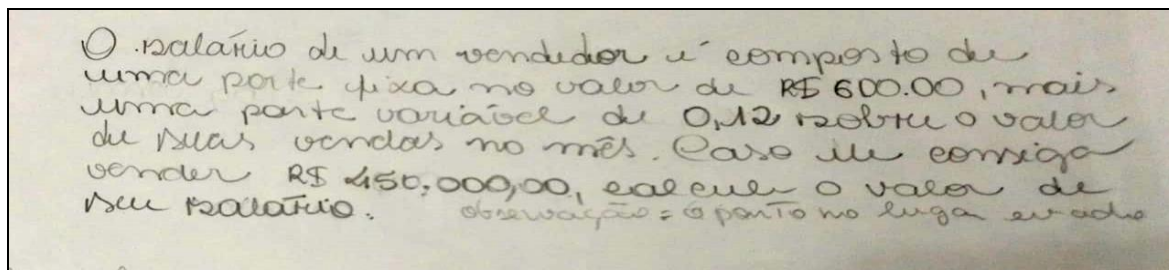 O salário de um vendedor é composto de
uma parte fixa no valor de R$ 600.00, mais
uma parte variável de 0,12 sobre o valor
de suas vendas no mês. Caso ele consiga
vender R$ 450.000,00, calcule o valor de
seu salário. observação = o ponto no luga erado